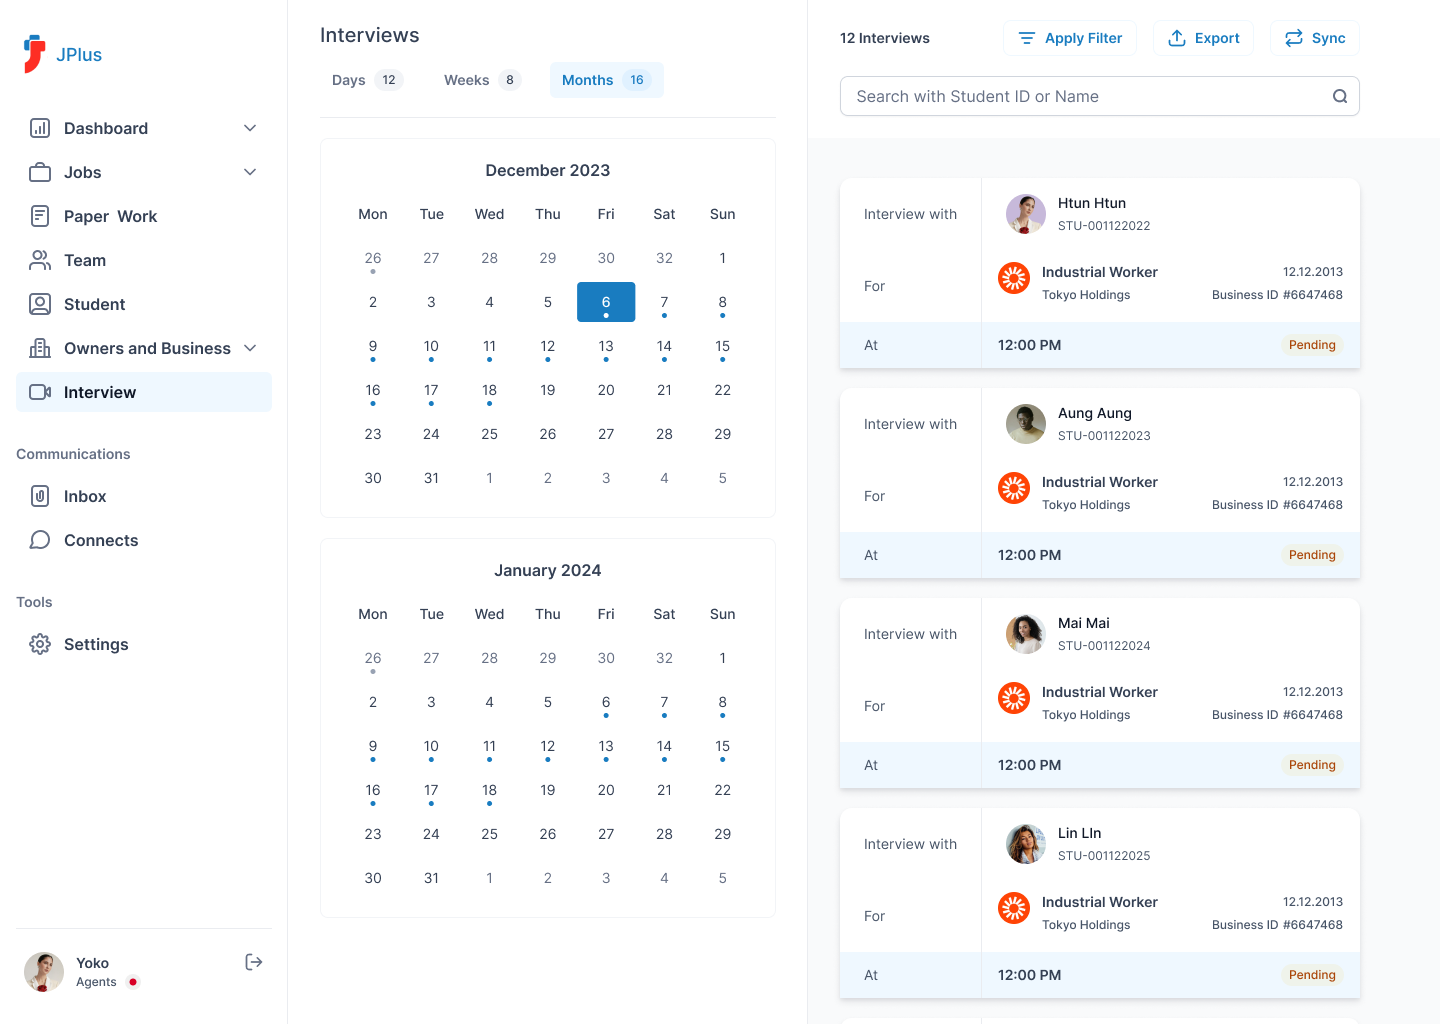 JPlus
Dashboard
Jobs
Paper Work
Team
Student
Owners and Business
Interview
Communications
Inbox
Connects
Tools
Settings
Yoko
Agents
Interviews
Days 12 Weeks 8 Months 16
December 2023
Mon Tue Wed Thu Fri Sat Sun
26 27 28 29 30 32 1
2 3 4 5 6 7 8
9 10 11 12 13 14 15
16 17 18 19 20 21 22
23 24 25 26 27 28 29
30 31 1 2 3 4 5
January 2024
Mon Tue Wed Thu Fri Sat Sun
26 27 28 29 30 32 1
2 3 4 5 6 7 8
9 10 11 12 13 14 15
16 17 18 19 20 21 22
23 24 25 26 27 28 29
30 31 1 2 3 4 5
12 Interviews Apply Filter Export Sync
Search with Student ID or Name
Interview with Htun Htun
STU-001122022
For Industrial Worker 12.12.2013
Tokyo Holdings Business ID #6647468
At 12:00 PM Pending
Interview with Aung Aung
STU-001122023
For Industrial Worker 12.12.2013
Tokyo Holdings Business ID #6647468
At 12:00 PM Pending
Interview with Mai Mai
STU-001122024
For Industrial Worker 12.12.2013
Tokyo Holdings Business ID #6647468
At 12:00 PM Pending
Interview with Lin LIn
STU-001122025
For Industrial Worker 12.12.2013
Tokyo Holdings Business ID #6647468
At 12:00 PM Pending